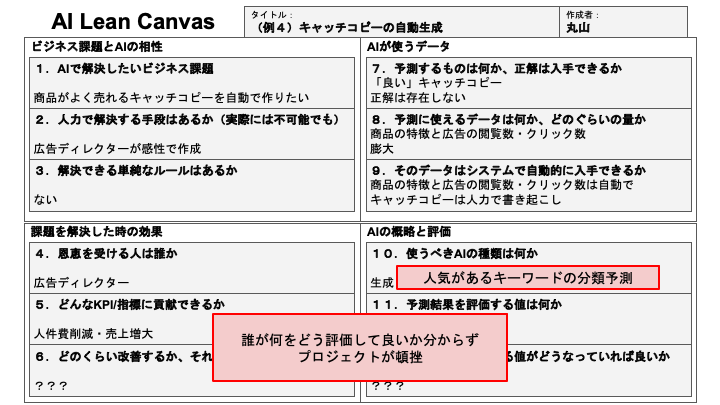 AI Lean Canvas
タイトル：
（例４）キャッチコピーの自動生成
作成者：
丸山
ビジネス課題とAIの相性
１．AIで解決したいビジネス課題
商品がよく売れるキャッチコピーを自動で作りたい
２．人力で解決する手段はあるか（実際には不可能でも）
広告ディレクターが感性で作成
３．解決できる単純なルールはあるか
ない
AIが使うデータ
７．予測するものは何か、正解は入手できるか
「良い」キャッチコピー
正解は存在しない
８．予測に使えるデータは何か、どのぐらいの量か
商品の特徴と広告の閲覧数・クリック数
膨大
９．そのデータはシステムで自動的に入手できるか
商品の特徴と広告の閲覧数・クリック数は自動で
キャッチコピーは人力で書き起こし
課題を解決した時の効果
４．恩恵を受ける人は誰か
広告ディレクター
５．どんなKPI/指標に貢献できるか
人件費削減・売上増大
６．どのくらい改善するか、それ
？？？
AIの概略と評価
１０．使うべきAIの種類は何か
生成
人気があるキーワードの分類予測
１１．予測結果を評価する値は何か
誰が何をどう評価して良いか分からず
プロジェクトが頓挫
る値がどうなっていれば良いか
？？？